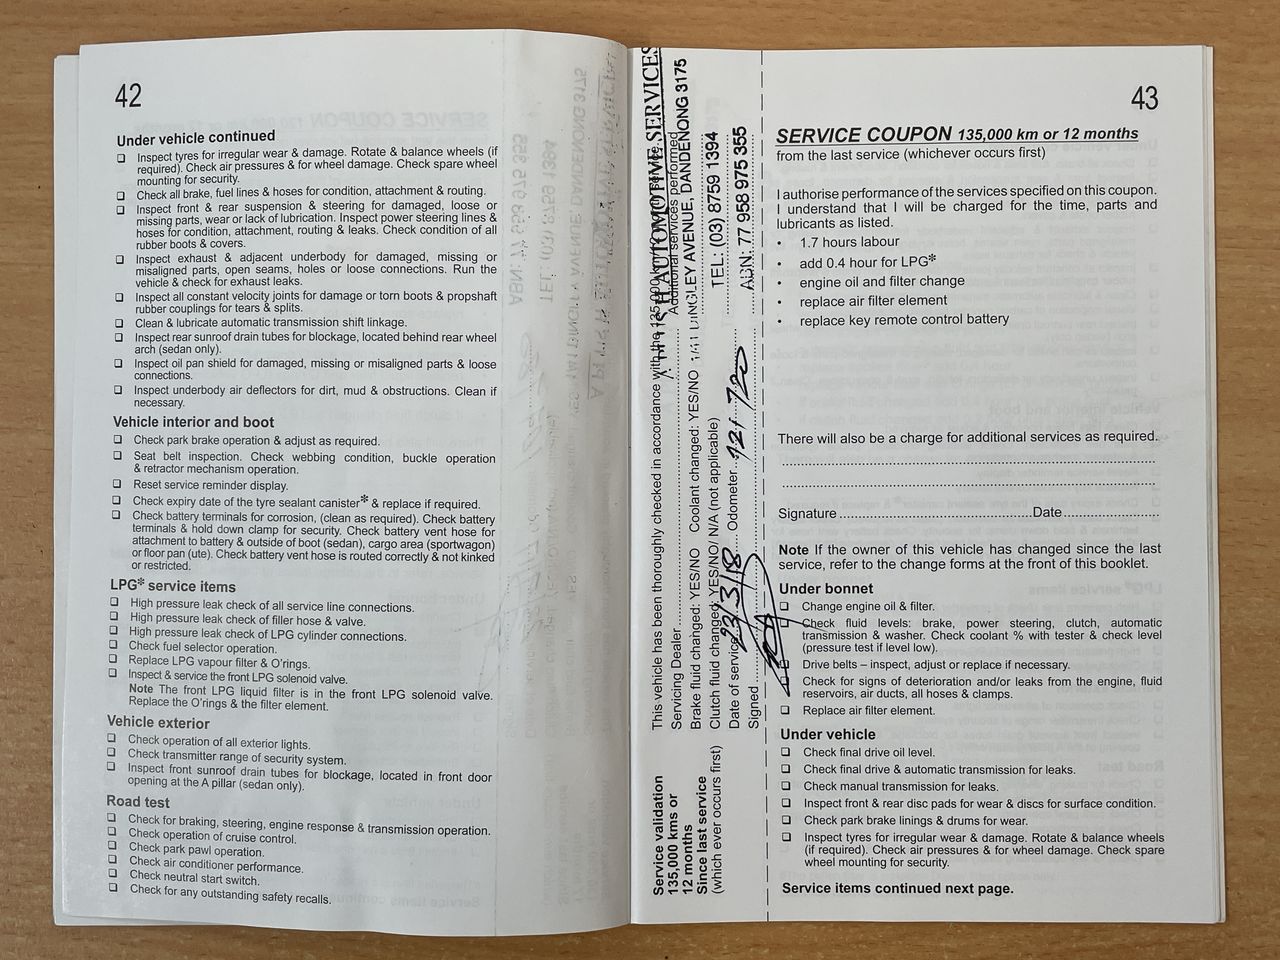 42
Under vehicle continued
❑ Inspect tyres for irregular wear & damage. Rotate & balance wheels (if
required). Check air pressures & for wheel damage. Check spare wheel
mounting for security.
❑ Check all brake, fuel lines & hoses for condition, attachment & routing.
❑ Inspect front & rear suspension & steering for damaged, loose or
missing parts, wear or lack of lubrication. Inspect power steering lines &
hoses for condition, attachment, routing & leaks. Check condition of all
rubber boots & covers.
❑ Inspect exhaust & adjacent underbody for damaged, missing or
misaligned parts, open seams, holes or loose connections. Run the
vehicle & check for exhaust leaks.
❑ Inspect all constant velocity joints for damage or torn boots & propshaft
rubber couplings for tears & splits.
❑ Clean & lubricate automatic transmission shift linkage.
❑ Inspect rear sunroof drain tubes for blockage, located behind rear wheel
arch (sedan only).
❑ Inspect oil pan shield for damaged, missing or misaligned parts & loose
connections.
❑ Inspect underbody air deflectors for dirt, mud & obstructions. Clean if
necessary.
Vehicle interior and boot
❑ Check park brake operation & adjust as required.
❑ Seat belt inspection. Check webbing condition, buckle operation
& retractor mechanism operation.
❑ Reset service reminder display.
❑ Check expiry date of the tyre sealant canister* & replace if required.
❑ Check battery terminals for corrosion, (clean as required). Check battery
terminals & hold down clamp for security. Check battery vent hose for
attachment to battery & outside of boot (sedan), cargo area (sportwagon)
or floor pan (ute). Check battery vent hose is routed correctly & not kinked
or restricted.
LPG* service items
❑ High pressure leak check of all service line connections.
❑ High pressure leak check of filler hose & valve.
❑ High pressure leak check of LPG cylinder connections.
❑ Check fuel selector operation.
❑ Replace LPG vapour filter & O'rings.
❑ Inspect & service the front LPG solenoid valve.
Note The front LPG liquid filter is in the front LPG solenoid valve.
Replace the O'rings & the filter element.
Vehicle exterior
❑ Check operation of all exterior lights.
❑ Check transmitter range of security system.
❑ Inspect front sunroof drain tubes for blockage, located in front door
opening at the A pillar (sedan only).
Road test
❑ Check for braking, steering, engine response & transmission operation.
❑ Check operation of cruise control.
❑ Check park pawl operation.
❑ Check air conditioner performance.
❑ Check neutral start switch.
❑ Check for any outstanding safety recalls.
Service validation
135,000 kms or
12 months
Since last service
(which ever occurs first)
This vehicle has been thoroughly checked in accordance with the 135,000 km
Servicing Dealer Additional services performed
Brake fluid changed: YES/NO Coolant changed: YES/NO
Clutch fluid changed: YES/NO/ N/A (not applicable)
Date of service 23/3/18 Odometer 121720
Signed
AUTOMOTIVE SERVICES
DINGLEY AVENUE, DANDENONG 3175
TEL: (03) 8759 1394
ABN: 77 958 975 355
43
SERVICE COUPON 135,000 km or 12 months
from the last service (whichever occurs first)
I authorise performance of the services specified on this coupon.
I understand that I will be charged for the time, parts and
lubricants as listed.
• 1.7 hours labour
• add 0.4 hour for LPG*
• engine oil and filter change
• replace air filter element
• replace key remote control battery
There will also be a charge for additional services as required.
Signature Date
Note If the owner of this vehicle has changed since the last
service, refer to the change forms at the front of this booklet.
Under bonnet
❑ Change engine oil & filter.
Check fluid levels: brake, power steering, clutch, automatic
transmission & washer. Check coolant % with tester & check level
(pressure test if level low).
❑ Drive belts – inspect, adjust or replace if necessary.
❑ Check for signs of deterioration and/or leaks from the engine, fluid
reservoirs, air ducts, all hoses & clamps.
❑ Replace air filter element.
Under vehicle
❑ Check final drive oil level.
❑ Check final drive & automatic transmission for leaks.
❑ Check manual transmission for leaks.
❑ Inspect front & rear disc pads for wear & discs for surface condition.
❑ Check park brake linings & drums for wear.
❑ Inspect tyres for irregular wear & damage. Rotate & balance wheels
(if required). Check air pressures & for wheel damage. Check spare
wheel mounting for security.
Service items continued next page.